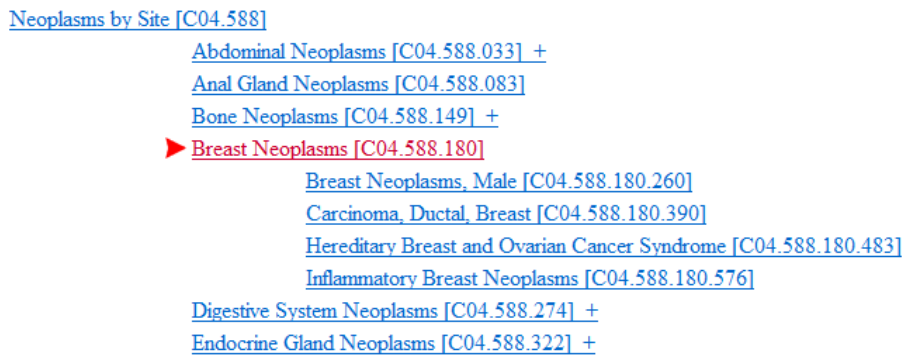 Neoplasms by Site [C04.588]
Abdominal Neoplasms [C04.588.033] +
Anal Gland Neoplasms [C04.588.083]
Bone Neoplasms [C04.588.149] +
Breast Neoplasms [C04.588.180]
Breast Neoplasms, Male [C04.588.180.260]
Carcinoma, Ductal, Breast [C04.588.180.390]
Hereditary Breast and Ovarian Cancer Syndrome [C04.588.180.483]
Inflammatory Breast Neoplasms [C04.588.180.576]
Digestive System Neoplasms [C04.588.274] +
Endocrine Gland Neoplasms [C04.588.322] +